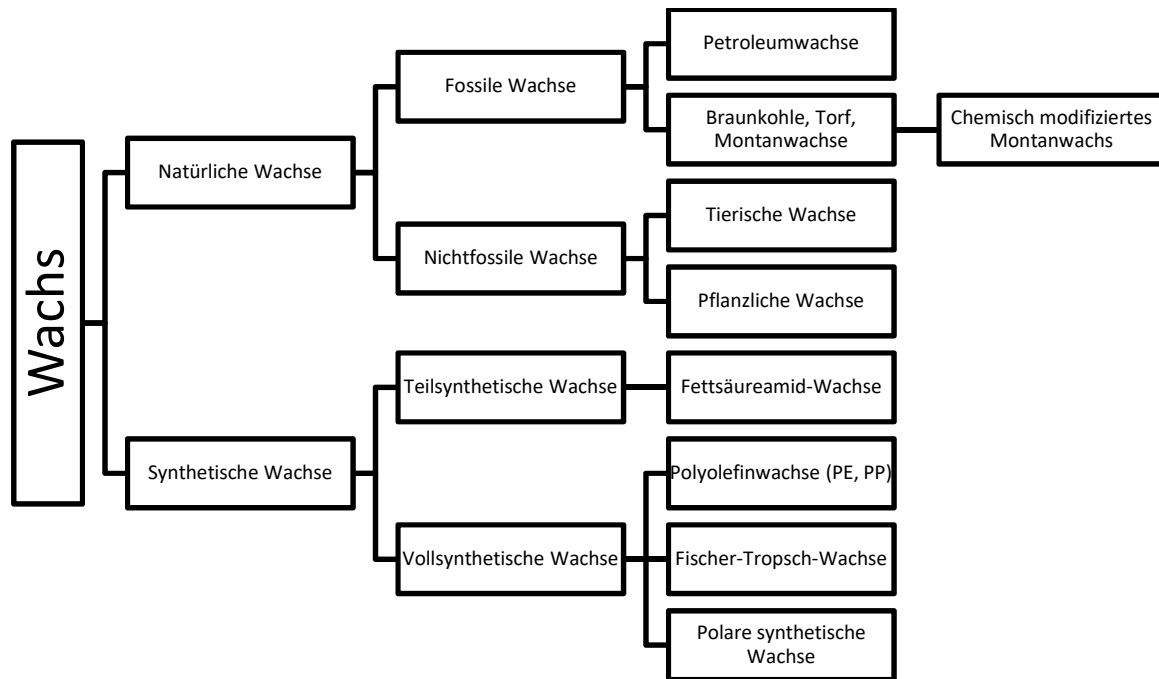 Wachs
Natürliche Wachse
Fossile Wachse
Petroleumwachse
Braunkohle, Torf,
Montanwachse
Chemisch modifiziertes
Montanwachs
Nichtfossile Wachse
Tierische Wachse
Pflanzliche Wachse
Synthetische Wachse
Teilsynthetische Wachse
Fettsäureamid-Wachse
Vollsynthetische Wachse
Polyolefinwachse (PE, PP)
Fischer-Tropsch-Wachse
Polare synthetische
Wachse